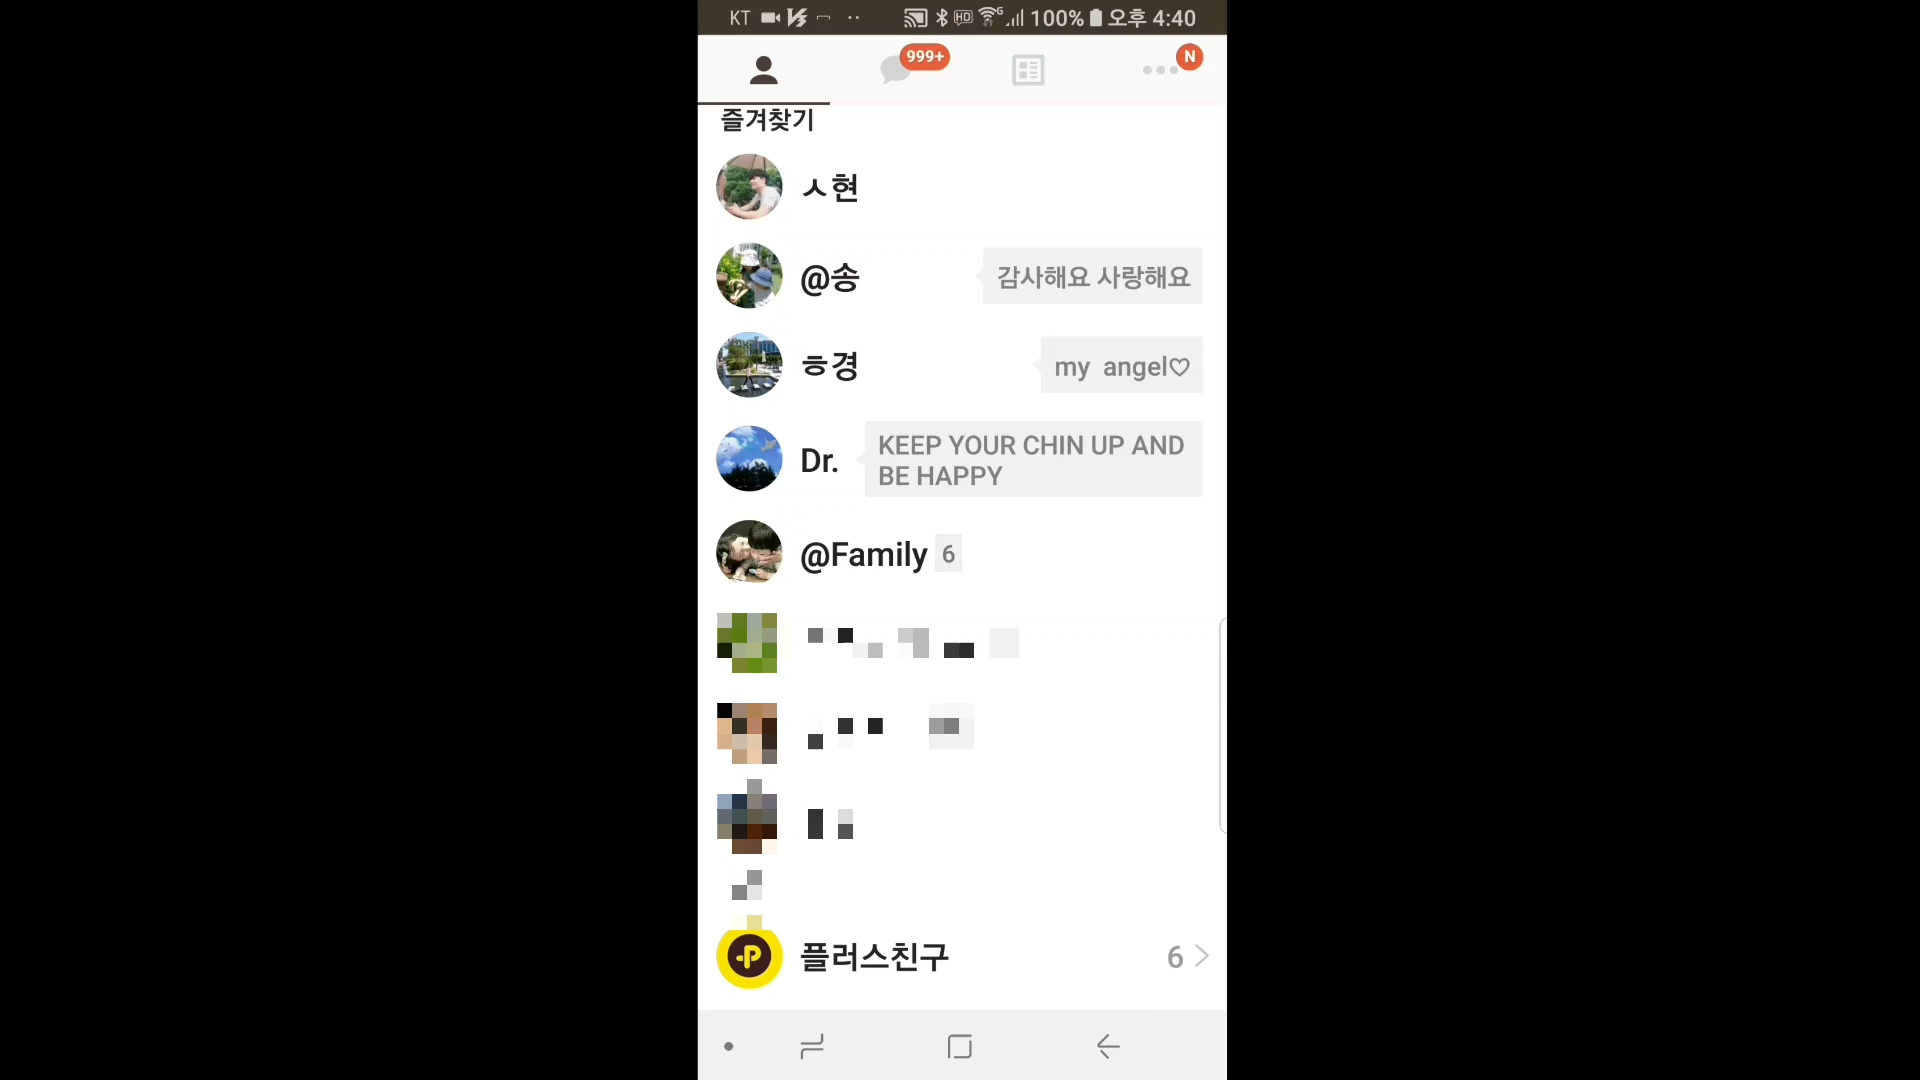 KT HD 100% 오후 4:40
999+ N
즐겨찾기
ㅅ현
@송 감사해요 사랑해요
ㅎ경 my angel♡
Dr. KEEP YOUR CHIN UP AND
BE HAPPY
@Family 6
플러스친구 6